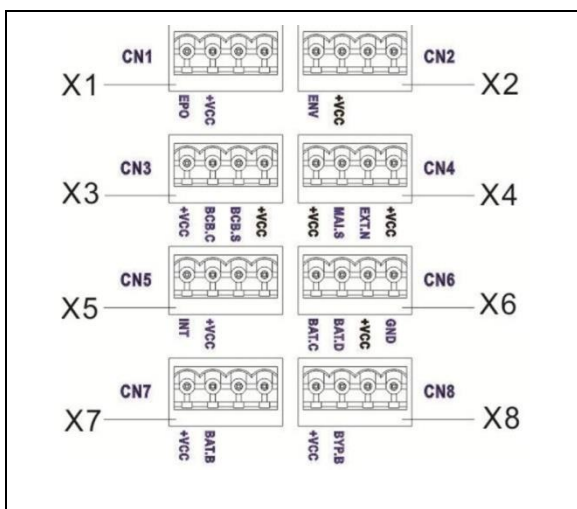 CN1 CN2
X1 X2
EPO +VCC ENV +VCC
CN3 CN4
X3 X4
+VCC BCB.C BCB.S +VCC +VCC MAI.S EXT.N +VCC
CN5 CN6
X5 X6
INT +VCC BAT.C BAT.D +VCC GND
CN7 CN8
X7 X8
+VCC BAT.B +VCC BYP.B